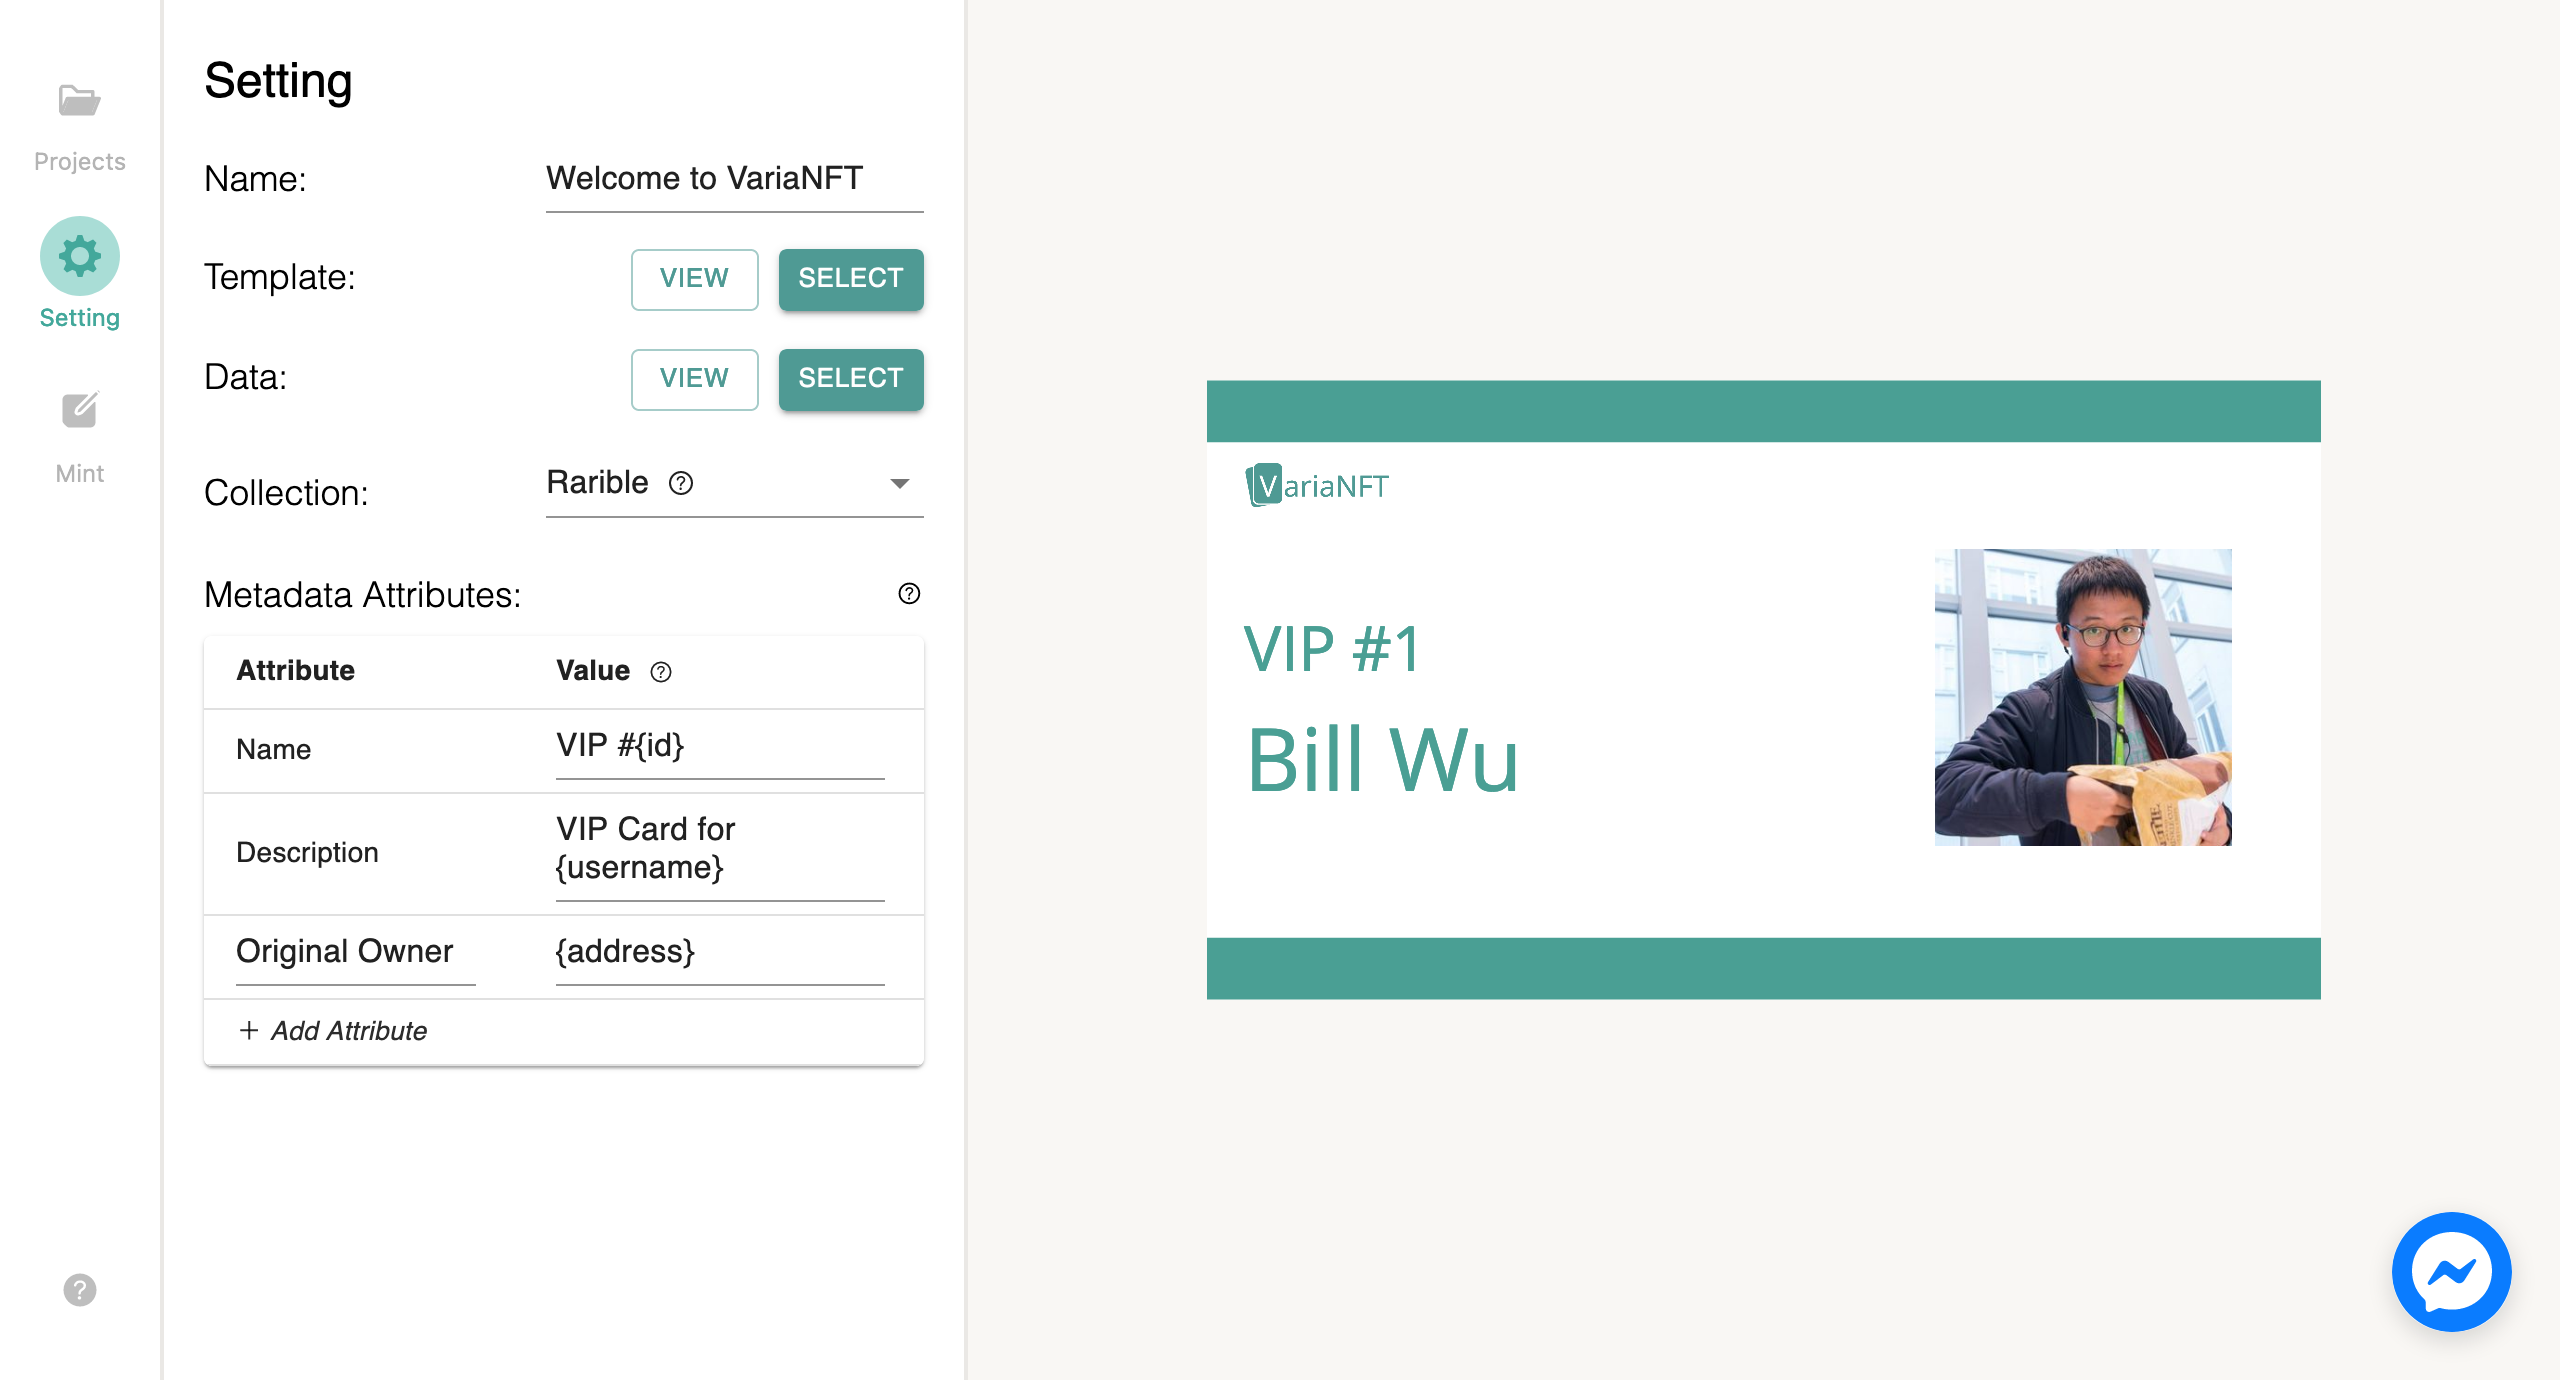 Projects
Setting
Mint
Setting
Name:
Welcome to VariaNFT
Template:
VIEW
SELECT
Data:
VIEW
SELECT
Collection:
Rarible
Metadata Attributes:
Attribute
Value
Name
VIP #{id}
Description
VIP Card for
{username}
Original Owner
{address}
+ Add Attribute
VariaNFT
VIP #1
Bill Wu